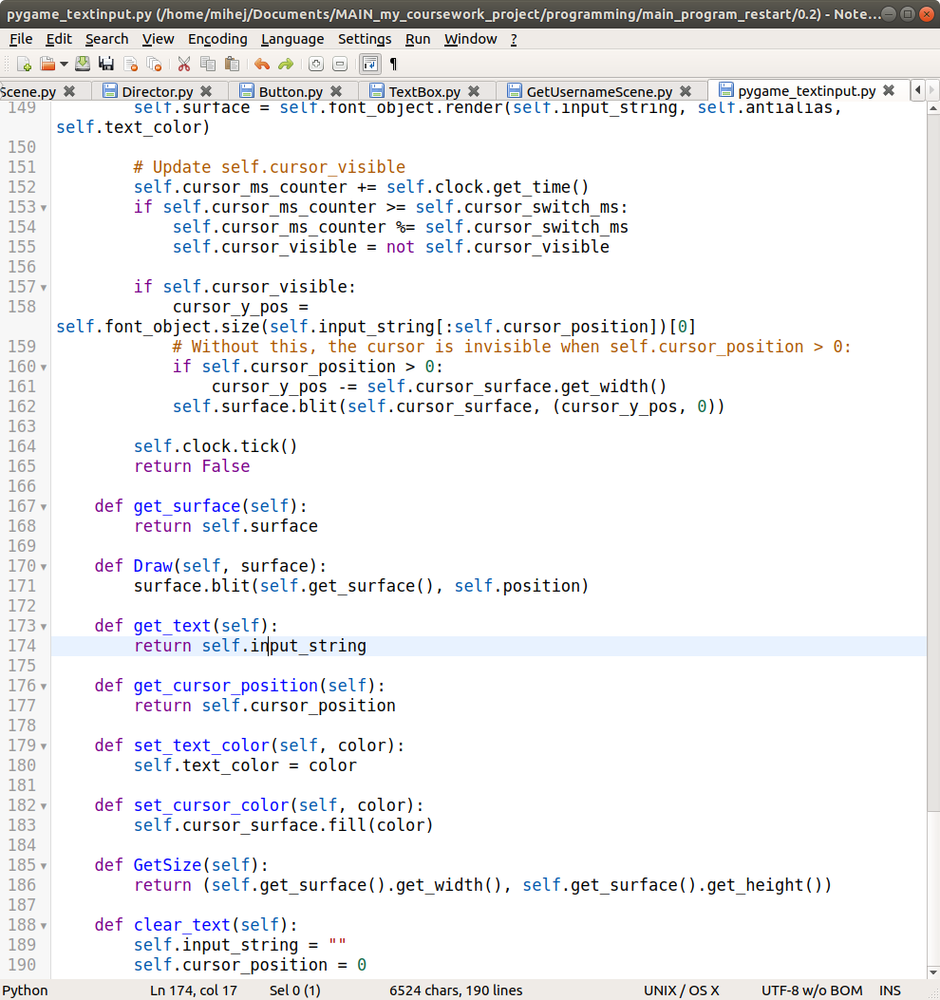 pygame_textinput.py (/home/mihej/Documents/MAIN_my_coursework_project/programming/main_program_restart/0.2) - Note...
File Edit Search View Encoding Language Settings Run Window ?
Scene.py Director.py Button.py TextBox.py GetUsernameScene.py pygame_textinput.py
149         self.surface = self.font_object.render(self.input_string, self.antialias,
self.text_color)
150
151         # Update self.cursor_visible
152         self.cursor_ms_counter += self.clock.get_time()
153         if self.cursor_ms_counter >= self.cursor_switch_ms:
154             self.cursor_ms_counter %= self.cursor_switch_ms
155             self.cursor_visible = not self.cursor_visible
156
157         if self.cursor_visible:
158             cursor_y_pos =
self.font_object.size(self.input_string[:self.cursor_position])[0]
159             # Without this, the cursor is invisible when self.cursor_position > 0:
160             if self.cursor_position > 0:
161                 cursor_y_pos -= self.cursor_surface.get_width()
162             self.surface.blit(self.cursor_surface, (cursor_y_pos, 0))
163
164         self.clock.tick()
165         return False
166
167     def get_surface(self):
168         return self.surface
169
170     def Draw(self, surface):
171         surface.blit(self.get_surface(), self.position)
172
173     def get_text(self):
174         return self.input_string
175
176     def get_cursor_position(self):
177         return self.cursor_position
178
179     def set_text_color(self, color):
180         self.text_color = color
181
182     def set_cursor_color(self, color):
183         self.cursor_surface.fill(color)
184
185     def GetSize(self):
186         return (self.get_surface().get_width(), self.get_surface().get_height())
187
188     def clear_text(self):
189         self.input_string = ""
190         self.cursor_position = 0
Python Ln 174, col 17 Sel 0 (1) 6524 chars, 190 lines UNIX / OS X UTF-8 w/o BOM INS